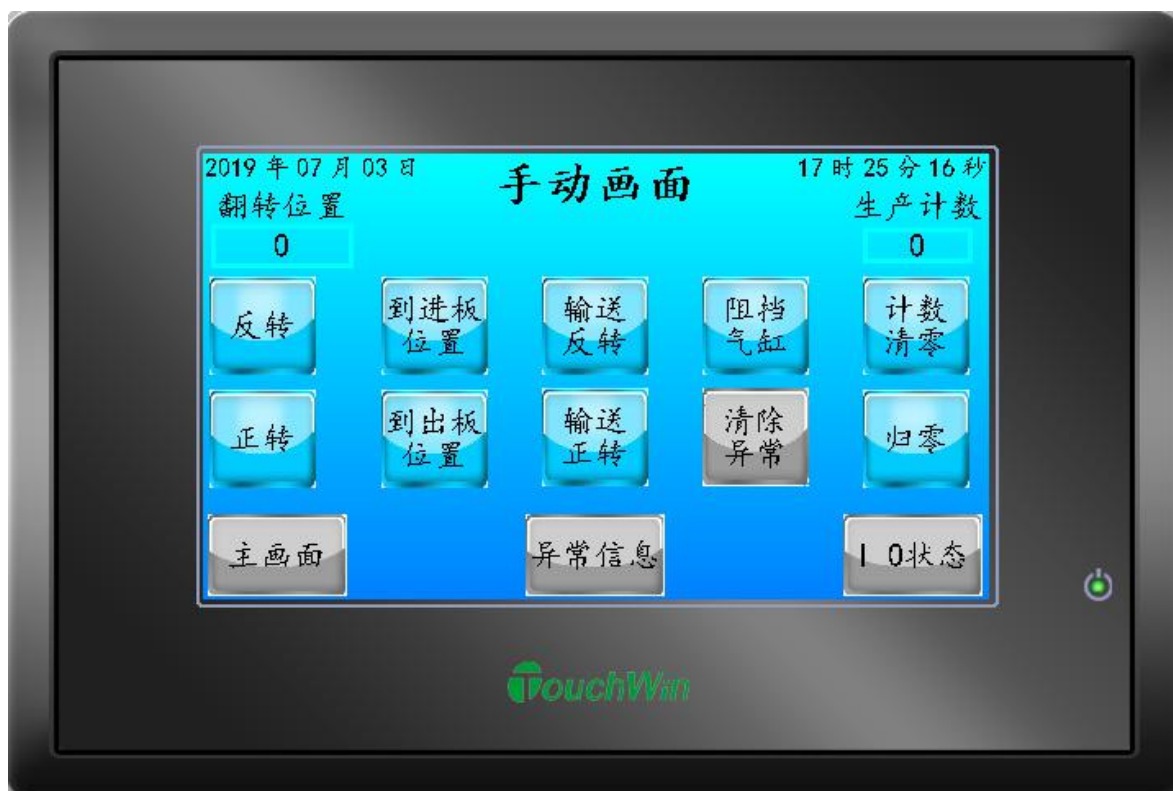 2019 年 07 月 03 日
手动画面
17 时 25 分 16 秒
翻转位置
生产计数
0
0
反转
到进板
位置
输送
反转
阻挡
气缸
计数
清零
正转
到出板
位置
输送
正转
清除
异常
归零
主画面
异常信息
I O状态
TouchWin